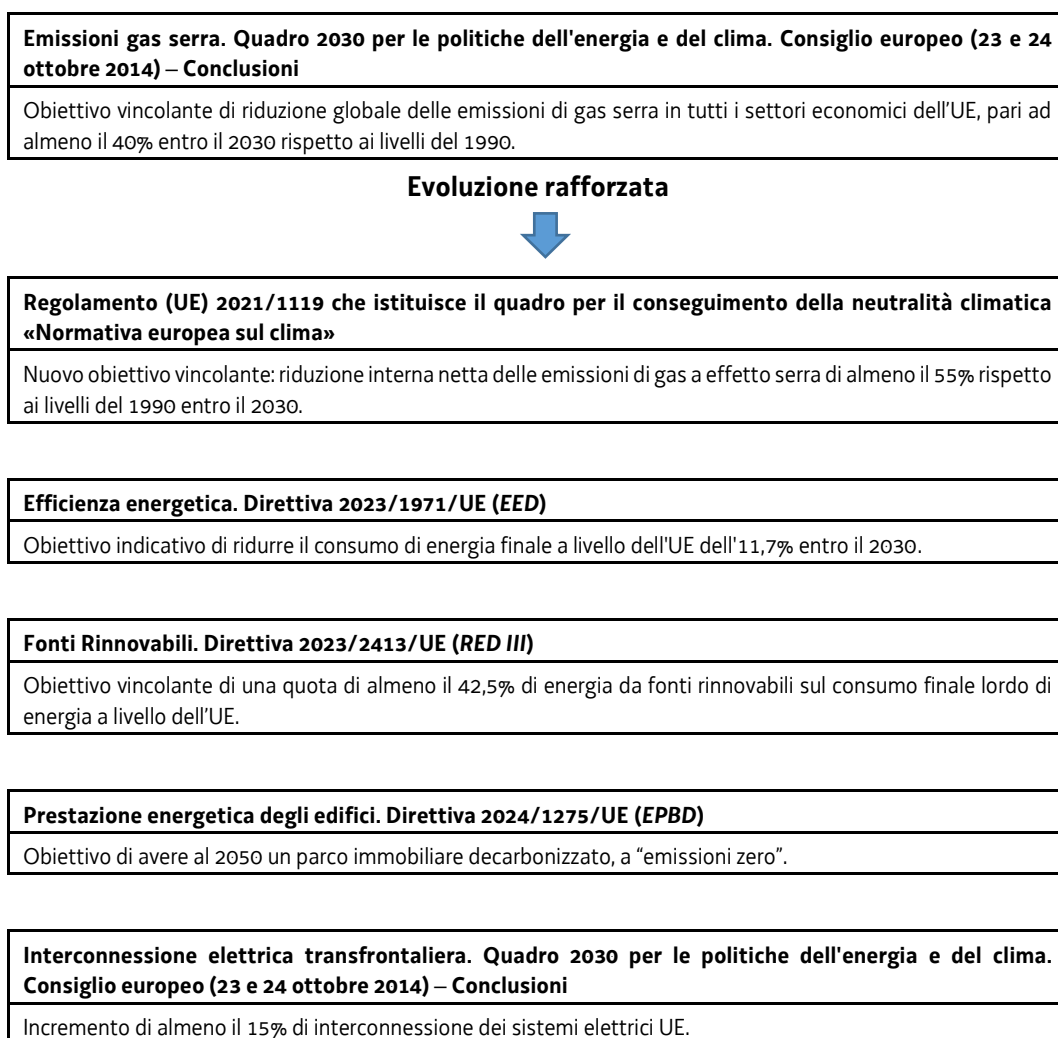 Emissioni gas serra. Quadro 2030 per le politiche dell'energia e del clima. Consiglio europeo (23 e 24
ottobre 2014) – Conclusioni
Obiettivo vincolante di riduzione globale delle emissioni di gas serra in tutti i settori economici dell’UE, pari ad
almeno il 40% entro il 2030 rispetto ai livelli del 1990.
Evoluzione rafforzata
Regolamento (UE) 2021/1119 che istituisce il quadro per il conseguimento della neutralità climatica
«Normativa europea sul clima»
Nuovo obiettivo vincolante: riduzione interna netta delle emissioni di gas a effetto serra di almeno il 55% rispetto
ai livelli del 1990 entro il 2030.
Efficienza energetica. Direttiva 2023/1971/UE (EED)
Obiettivo indicativo di ridurre il consumo di energia finale a livello dell'UE dell'11,7% entro il 2030.
Fonti Rinnovabili. Direttiva 2023/2413/UE (RED III)
Obiettivo vincolante di una quota di almeno il 42,5% di energia da fonti rinnovabili sul consumo finale lordo di
energia a livello dell’UE.
Prestazione energetica degli edifici. Direttiva 2024/1275/UE (EPBD)
Obiettivo di avere al 2050 un parco immobiliare decarbonizzato, a “emissioni zero”.
Interconnessione elettrica transfrontaliera. Quadro 2030 per le politiche dell'energia e del clima.
Consiglio europeo (23 e 24 ottobre 2014) – Conclusioni
Incremento di almeno il 15% di interconnessione dei sistemi elettrici UE.